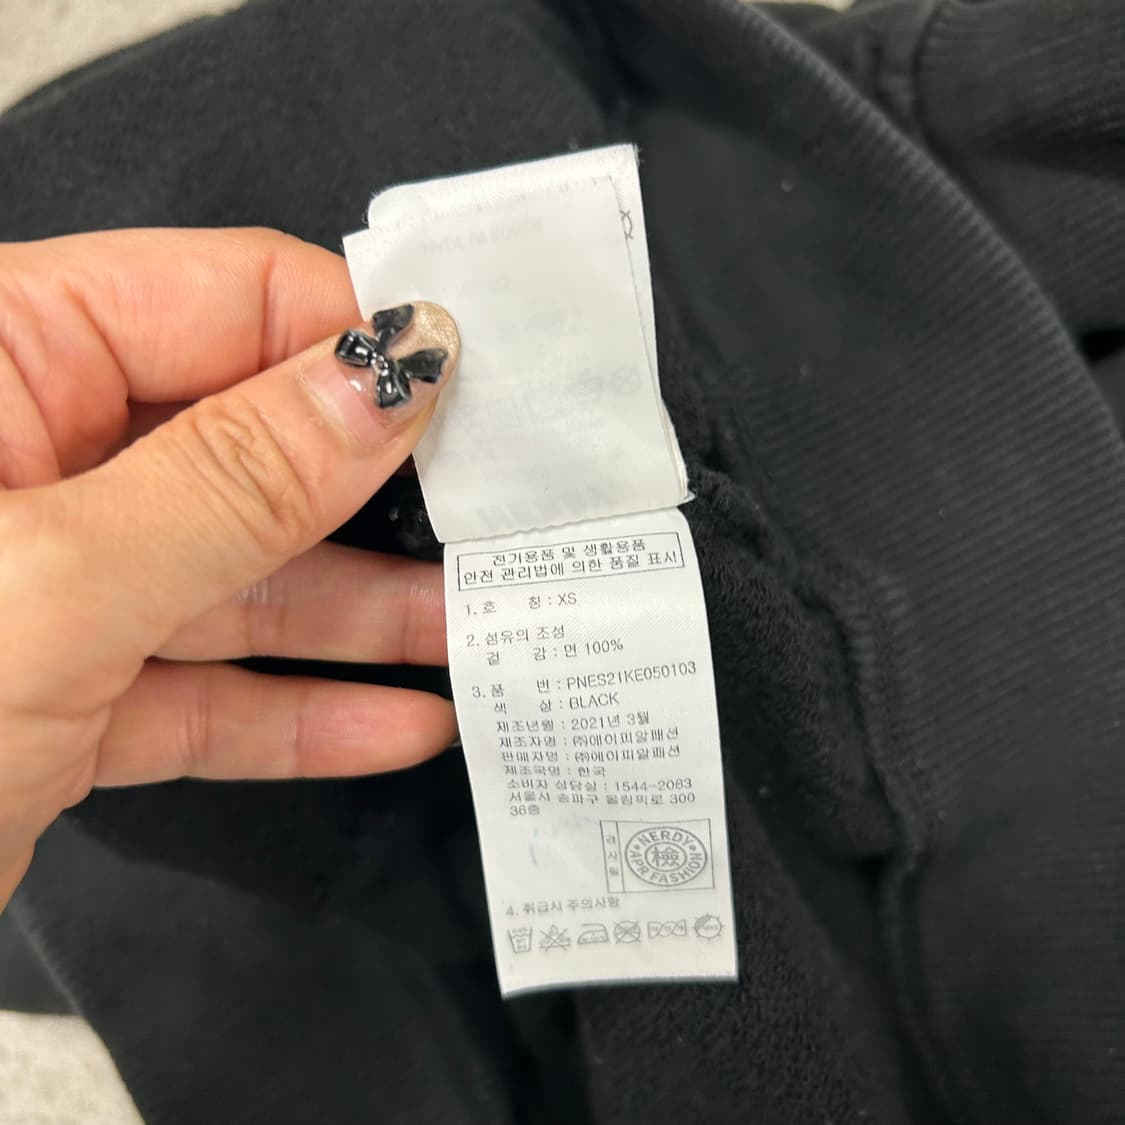 전기용품 및 생활용품
안전 관리법에 의한 품질 표시
1. 호 칭 : XS
2. 섬유의 조성
겉 감 : 면 100%
3. 품 번 : PNES21KE050103
색 상 : BLACK
제조년월 : 2021년 3월
제조자명 : ㈜에이피알패션
판매자명 : ㈜에이피알패션
제조국명 : 한국
소비자 상담실 : 1544-2083
서울시 송파구 올림픽로 300
36층
검사필
NERDY
檢
APR FASHION
4. 취급시 주의사항